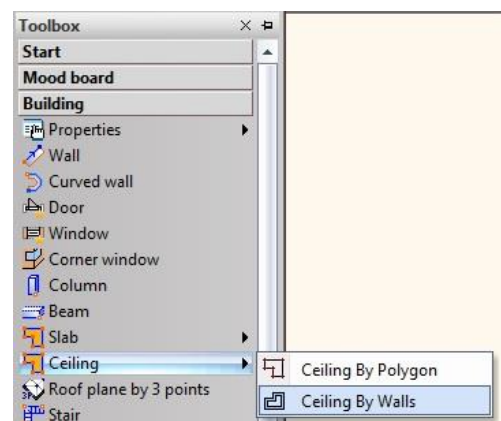 Toolbox
Start
Mood board
Building
Properties
Wall
Curved wall
Door
Window
Corner window
Column
Beam
Slab
Ceiling
Ceiling By Polygon
Roof plane by 3 points
Ceiling By Walls
Stair